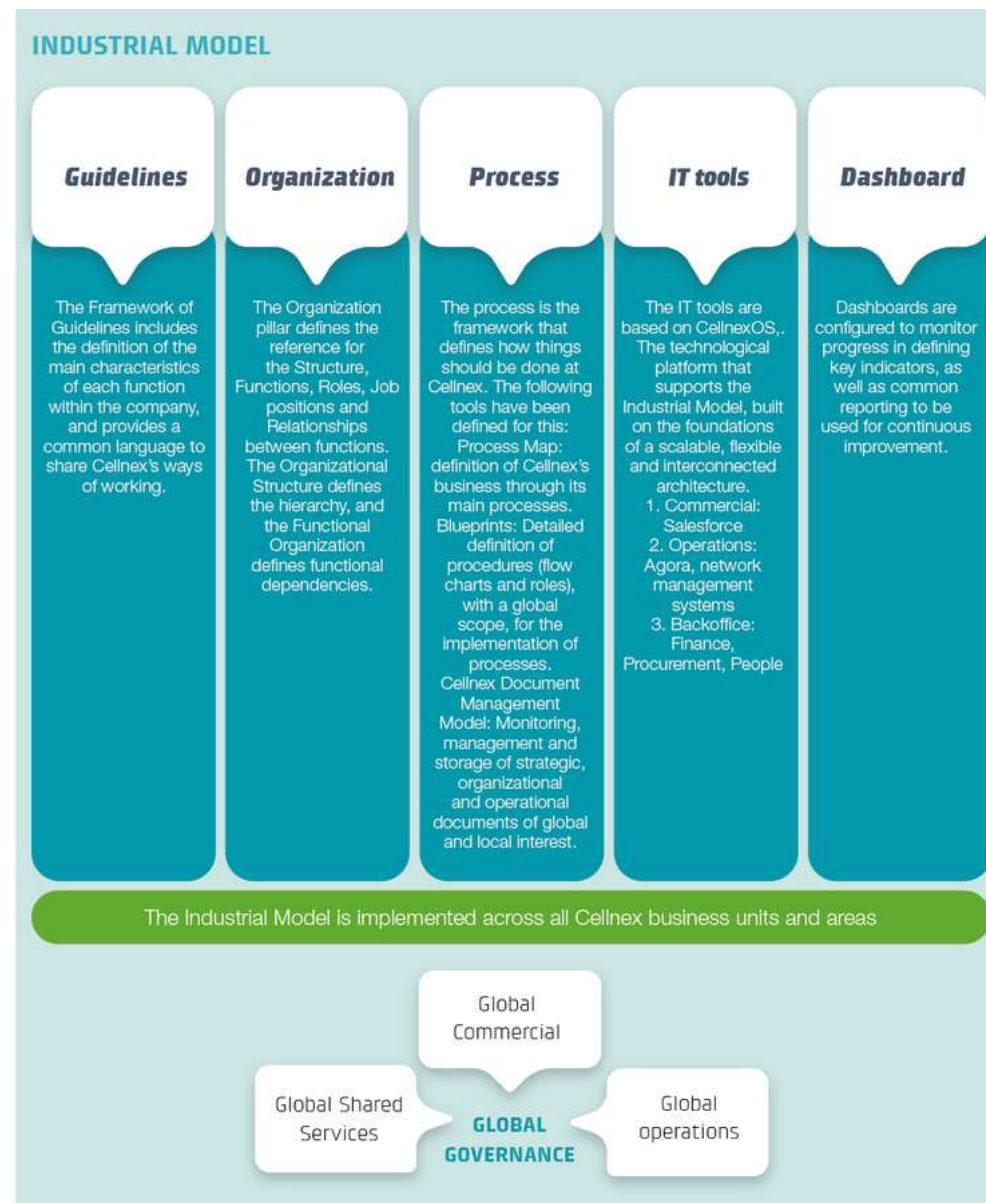 INDUSTRIAL MODEL
Guidelines
The Framework of
Guidelines includes
the definition of the
main characteristics
of each function
within the company,
and provides a
common language to
share Cellnex's ways
of working.
Organization
The Organization
pillar defines the
reference for
the Structure,
Functions, Roles, Job
positions and
Relationships
between functions.
The Organizational
Structure defines
the hierarchy, and
the Functional
Organization
defines functional
dependencies.
Process
The process is the
framework that
defines how things
should be done at
Cellnex. The following
tools have been
defined for this:
Process Map:
definition of Cellnex's
business through its
main processes.
Blueprints: Detailed
definition of
procedures (flow
charts and roles),
with a global
scope, for the
implementation of
processes.
Cellnex Document
Management
Model: Monitoring,
management and
storage of strategic,
organizational
and operational
documents of global
and local interest.
IT tools
The IT tools are
based on CellnexOS,.
The technological
platform that
supports the
Industrial Model, built
on the foundations
of a scalable, flexible
and interconnected
architecture.
1. Commercial:
Salesforce
2. Operations:
Agora, network
management
systems
3. Backoffice:
Finance,
Procurement, People
Dashboard
Dashboards are
configured to monitor
progress in defining
key indicators, as
well as common
reporting to be
used for continuous
improvement.
The Industrial Model is implemented across all Cellnex business units and areas
Global
Commercial
Global Shared
Services
GLOBAL
GOVERNANCE
Global
operations